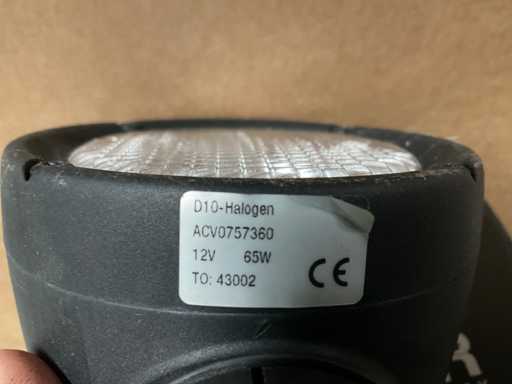 D10-Halogen
ACV0757360
12V 65W
TO: 43002
CE